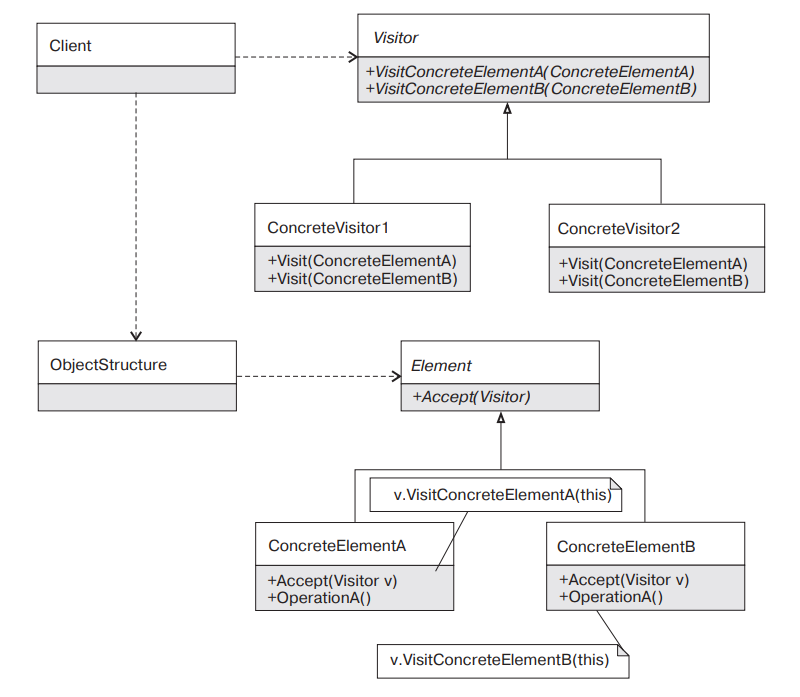 Client
Visitor
+VisitConcreteElementA(ConcreteElementA)
+VisitConcreteElementB(ConcreteElementB)
ConcreteVisitor1
+Visit(ConcreteElementA)
+Visit(ConcreteElementB)
ConcreteVisitor2
+Visit(ConcreteElementA)
+Visit(ConcreteElementB)
ObjectStructure
Element
+Accept(Visitor)
v.VisitConcreteElementA(this)
ConcreteElementA
+Accept(Visitor v)
+OperationA()
ConcreteElementB
+Accept(Visitor v)
+OperationA()
v.VisitConcreteElementB(this)